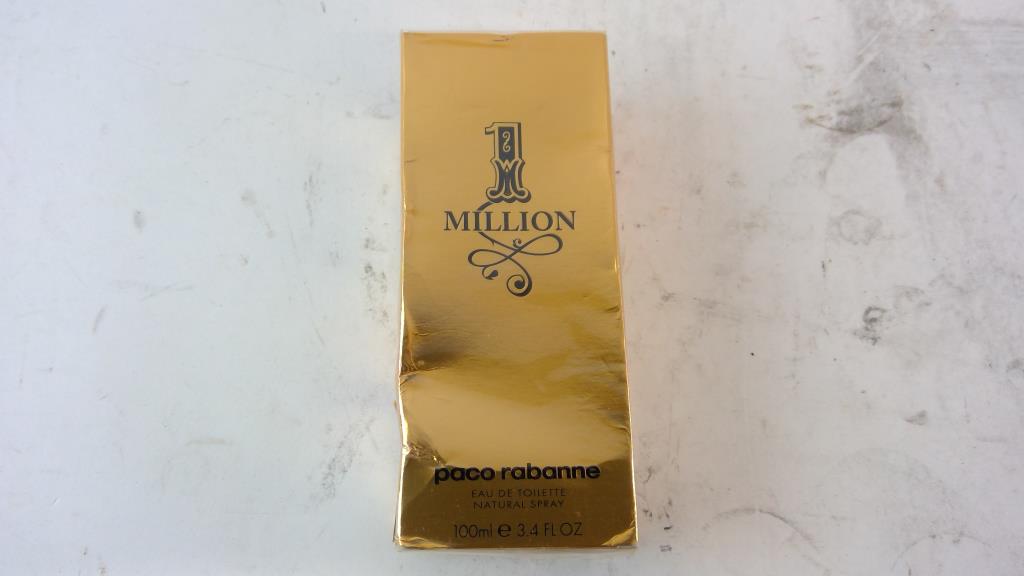 1
MILLION
paco rabanne
EAU DE TOILETTE
NATURAL SPRAY
100ml e 3.4 FL OZ